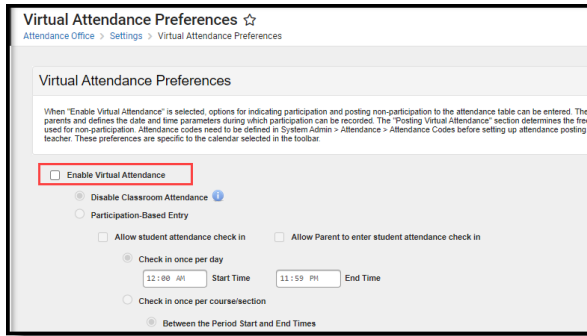 Virtual Attendance Preferences
Attendance Office > Settings > Virtual Attendance Preferences
Virtual Attendance Preferences
When "Enable Virtual Attendance" is selected, options for indicating participation and posting non-participation to the attendance table can be entered. The
parents and defines the date and time parameters during which participation can be recorded. The "Posting Virtual Attendance" section determines the fre
used for non-participation. Attendance codes need to be defined in System Admin > Attendance > Attendance Codes before setting up attendance posting
teacher. These preferences are specific to the calendar selected in the toolbar.
Enable Virtual Attendance
Disable Classroom Attendance
Participation-Based Entry
Allow student attendance check in Allow Parent to enter student attendance check in
Check in once per day
12:00 AM Start Time 11:59 PM End Time
Check in once per course/section
Between the Period Start and End Times